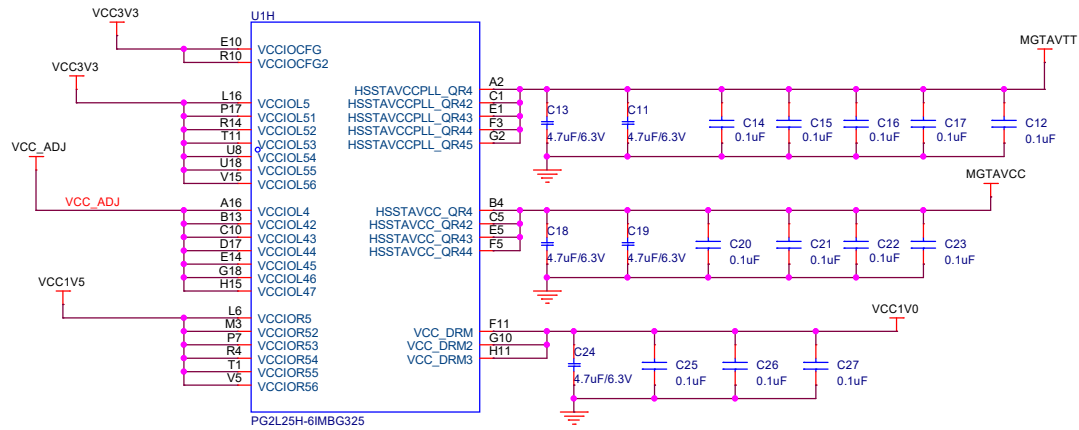 U1H
VCC3V3
E10 VCCIOCFG
R10 VCCIOCFG2
VCC3V3
L16 VCCIOL5
P17 VCCIOL51
R14 VCCIOL52
T11 VCCIOL53
U8 VCCIOL54
U18 VCCIOL55
V15 VCCIOL56
VCC_ADJ
VCC_ADJ
A16 VCCIOL4
B13 VCCIOL42
C10 VCCIOL43
D17 VCCIOL44
E14 VCCIOL45
G18 VCCIOL46
H15 VCCIOL47
VCC1V5
L6 VCCIOR5
M3 VCCIOR52
P7 VCCIOR53
R4 VCCIOR54
T1 VCCIOR55
V5 VCCIOR56
MGTAVTT
HSSTAVCCPLL_QR4 A2
HSSTAVCCPLL_QR42 C1
HSSTAVCCPLL_QR43 E1
HSSTAVCCPLL_QR44 F3
HSSTAVCCPLL_QR45 G2
C13
4.7uF/6.3V
C11
4.7uF/6.3V
C14
0.1uF
C15
0.1uF
C16
0.1uF
C17
0.1uF
C12
0.1uF
MGTAVCC
HSSTAVCC_QR4 B4
HSSTAVCC_QR42 C5
HSSTAVCC_QR43 E5
HSSTAVCC_QR44 F5
C18
4.7uF/6.3V
C19
4.7uF/6.3V
C20
0.1uF
C21
0.1uF
C22
0.1uF
C23
0.1uF
VCC1V0
VCC_DRM F11
VCC_DRM2 G10
VCC_DRM3 H11
C24
4.7uF/6.3V
C25
0.1uF
C26
0.1uF
C27
0.1uF
PG2L25H-6IMBG325